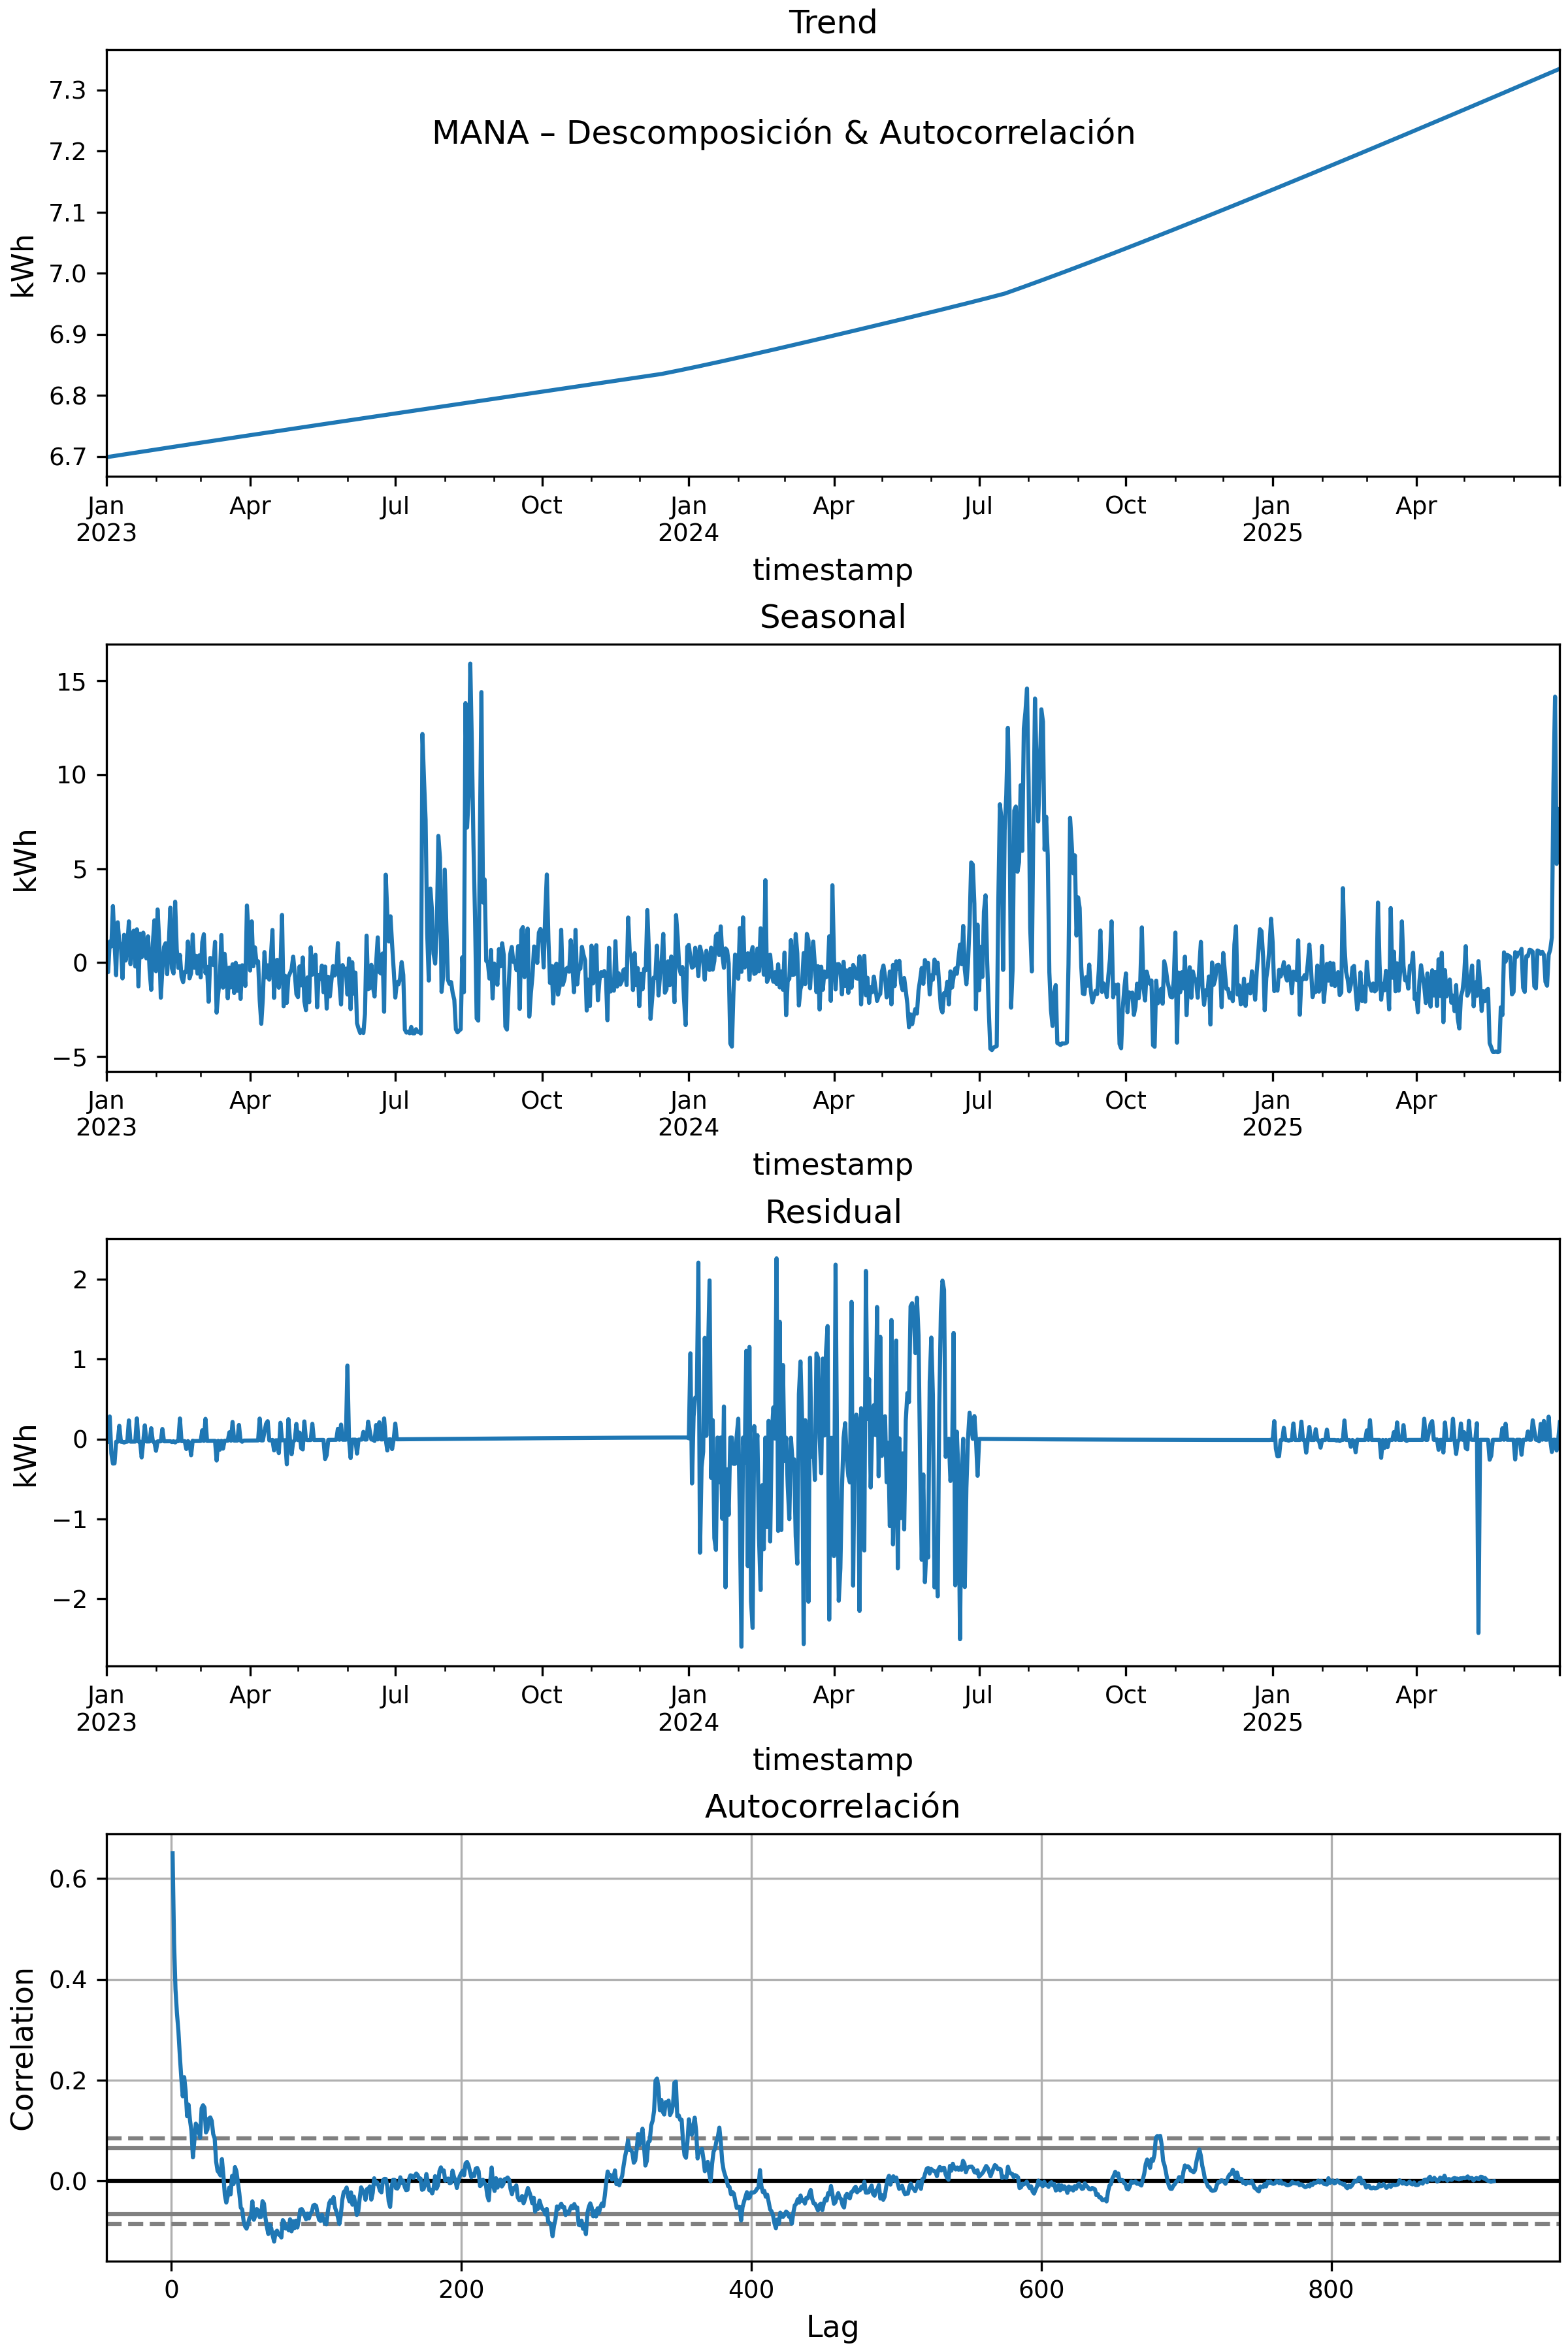 Trend
MANA – Descomposición & Autocorrelación
kWh
7.3
7.2
7.1
7.0
6.9
6.8
6.7
Jan Apr Jul Oct Jan Apr Jul Oct Jan Apr
2023 2024 2025
timestamp
Seasonal
kWh
15
10
5
0
−5
Jan Apr Jul Oct Jan Apr Jul Oct Jan Apr
2023 2024 2025
timestamp
Residual
kWh
2
1
0
−1
−2
Jan Apr Jul Oct Jan Apr Jul Oct Jan Apr
2023 2024 2025
timestamp
Autocorrelación
Correlation
0.6
0.4
0.2
0.0
0 200 400 600 800
Lag